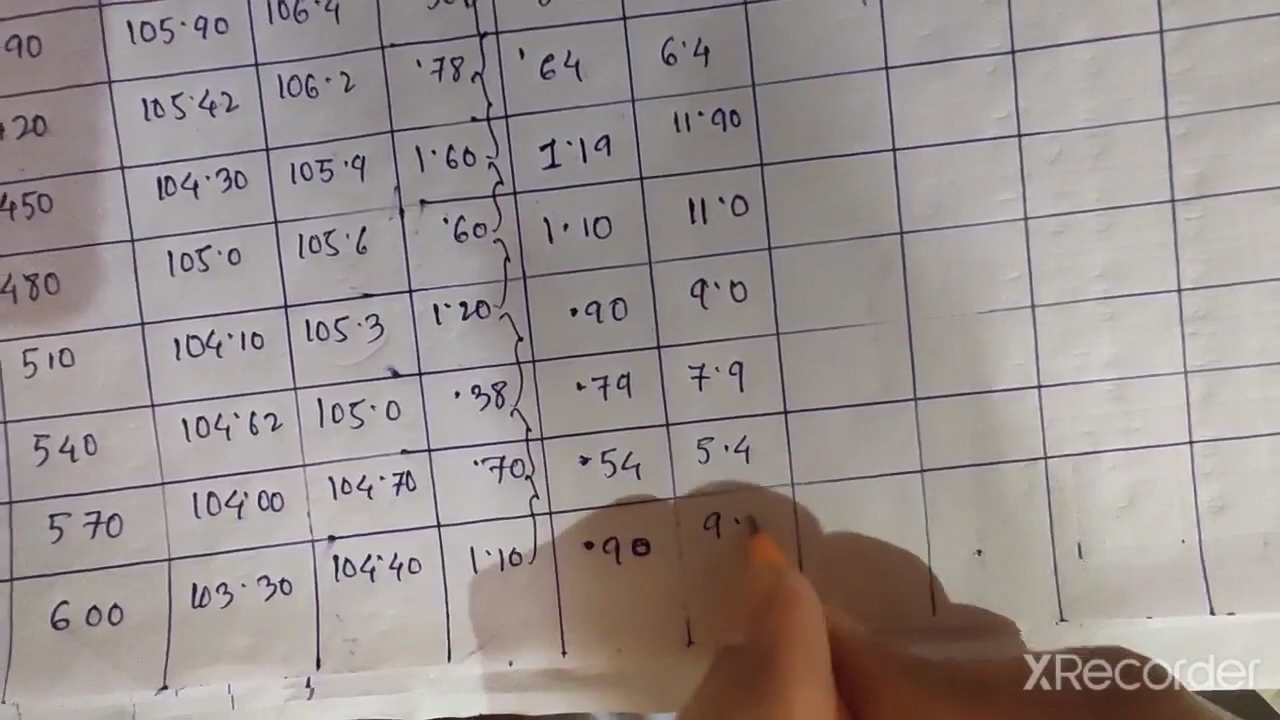 90 105.90 106.4
420 105.42 106.2 .78 .64 6.4
450 104.30 105.9 1.60 1.19 11.90
480 105.0 105.6 .60 1.10 11.0
510 104.10 105.3 1.20 .90 9.0
540 104.62 105.0 .38 .79 7.9
570 104.00 104.70 .70 .54 5.4
600 103.30 104.40 1.10 .90 9.
XRecorder